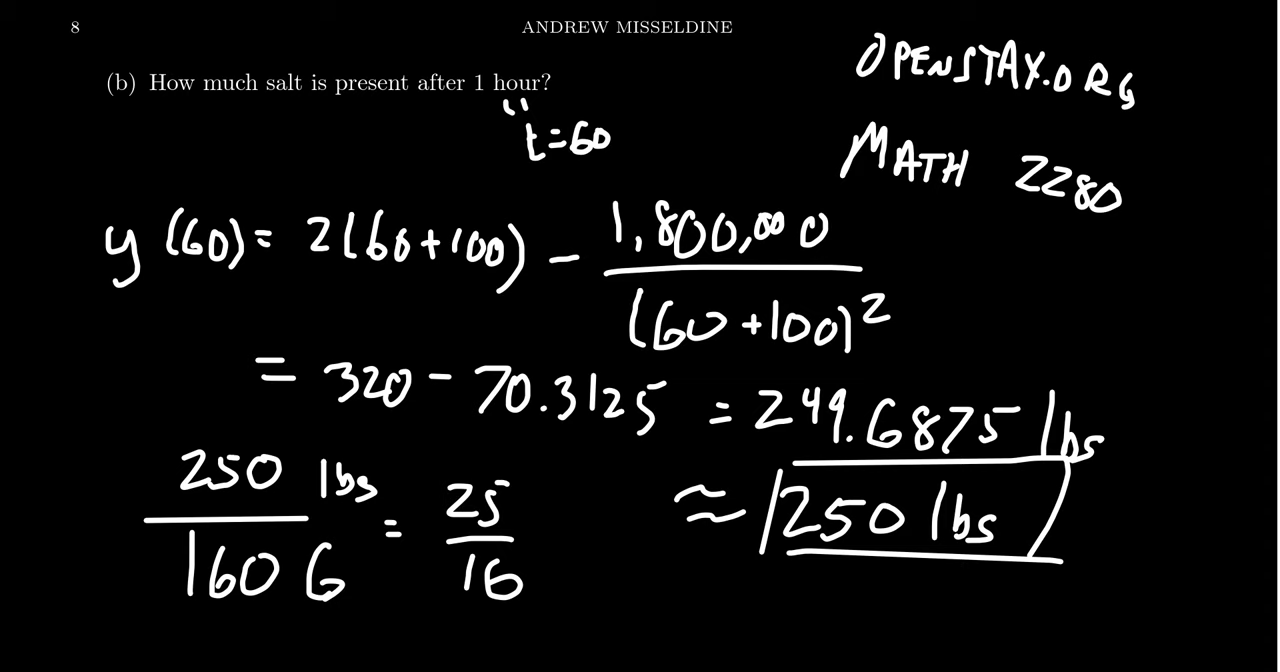 8 ANDREW MISSELDINE
OPENSTAX.ORG
(b) How much salt is present after 1 hour?
" t=60
MATH 2280
y(60) = 2(60+100) - 1,800,000 / (60+100)²
= 320 - 70.3125 = 249.6875 lbs
≈ 250 lbs
250 lbs / 160 G = 25 / 16